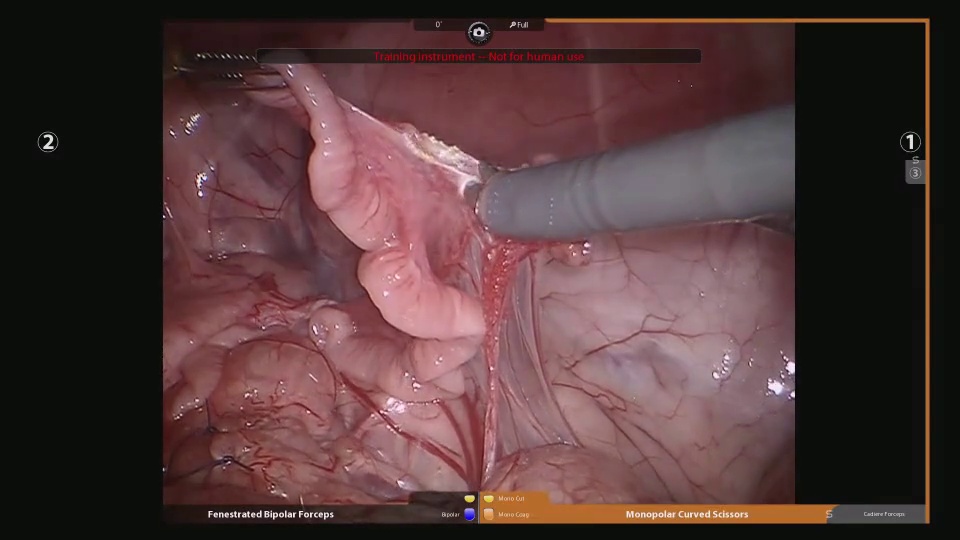 0°
Full
Training instrument -- Not for human use
2
1
S
3
Mono Cut
Fenestrated Bipolar Forceps
Bipolar
Mono Coag
Monopolar Curved Scissors
S
Cadiere Forceps